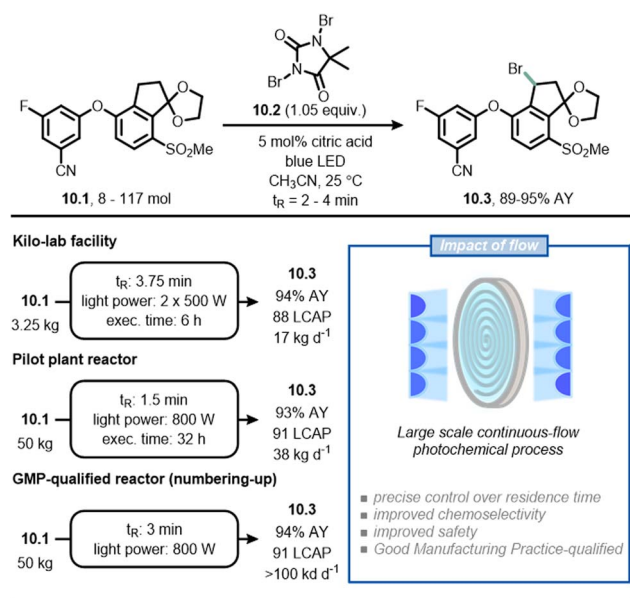 Br
O
N
N
Br
O
10.2 (1.05 equiv.)
5 mol% citric acid
blue LED
CH3CN, 25 °C
tR = 2 - 4 min
F
O
O
O
SO2Me
CN
10.1, 8 - 117 mol
Br
F
O
O
O
SO2Me
CN
10.3, 89-95% AY
Kilo-lab facility
10.1
3.25 kg
tR: 3.75 min
light power: 2 x 500 W
exec. time: 6 h
10.3
94% AY
88 LCAP
17 kg d-1
Pilot plant reactor
10.1
50 kg
tR: 1.5 min
light power: 800 W
exec. time: 32 h
10.3
93% AY
91 LCAP
38 kg d-1
GMP-qualified reactor (numbering-up)
10.1
50 kg
tR: 3 min
light power: 800 W
10.3
94% AY
91 LCAP
>100 kd d-1
Impact of flow
Large scale continuous-flow
photochemical process
■ precise control over residence time
■ improved chemoselectivity
■ improved safety
■ Good Manufacturing Practice-qualified